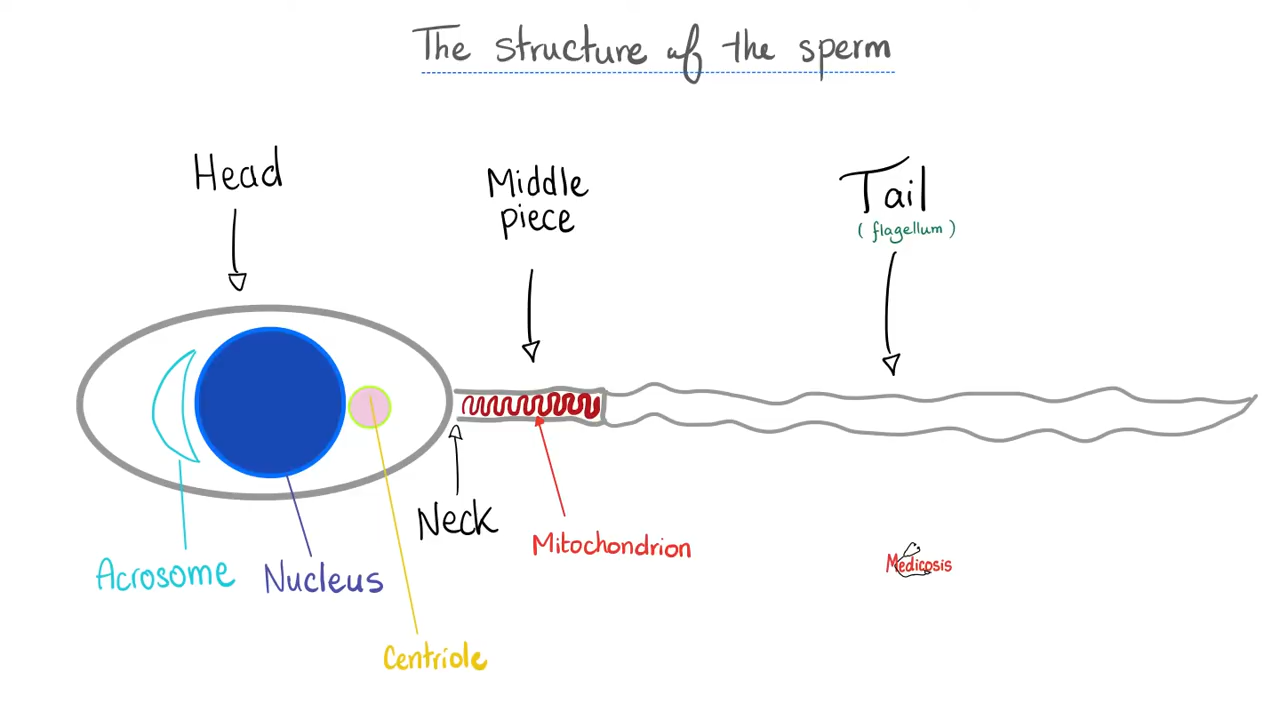 The structure of the sperm
Head
Middle
piece
Tail
( flagellum )
Neck
Mitochondrion
Acrosome
Nucleus
Centriole
Medicosis